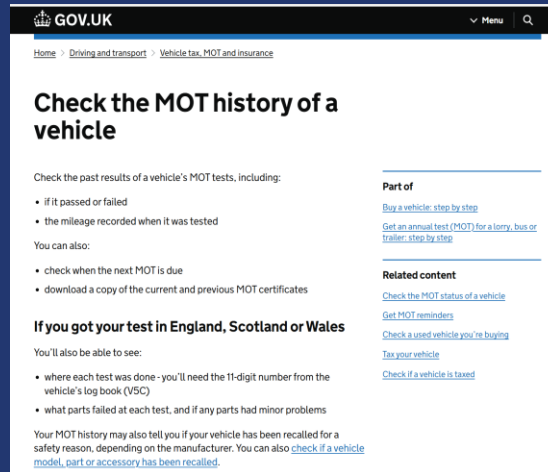 GOV.UK
Menu
Home > Driving and transport > Vehicle tax, MOT and insurance
Check the MOT history of a
vehicle
Check the past results of a vehicle's MOT tests, including:
• if it passed or failed
• the mileage recorded when it was tested
You can also:
• check when the next MOT is due
• download a copy of the current and previous MOT certificates
If you got your test in England, Scotland or Wales
You'll also be able to see:
• where each test was done - you'll need the 11-digit number from the
vehicle's log book (V5C)
• what parts failed at each test, and if any parts had minor problems
Your MOT history may also tell you if your vehicle has been recalled for a
safety reason, depending on the manufacturer. You can also check if a vehicle
model, part or accessory has been recalled.
Part of
Buy a vehicle: step by step
Get an annual test (MOT) for a lorry, bus or
trailer: step by step
Related content
Check the MOT status of a vehicle
Get MOT reminders
Check a used vehicle you're buying
Tax your vehicle
Check if a vehicle is taxed